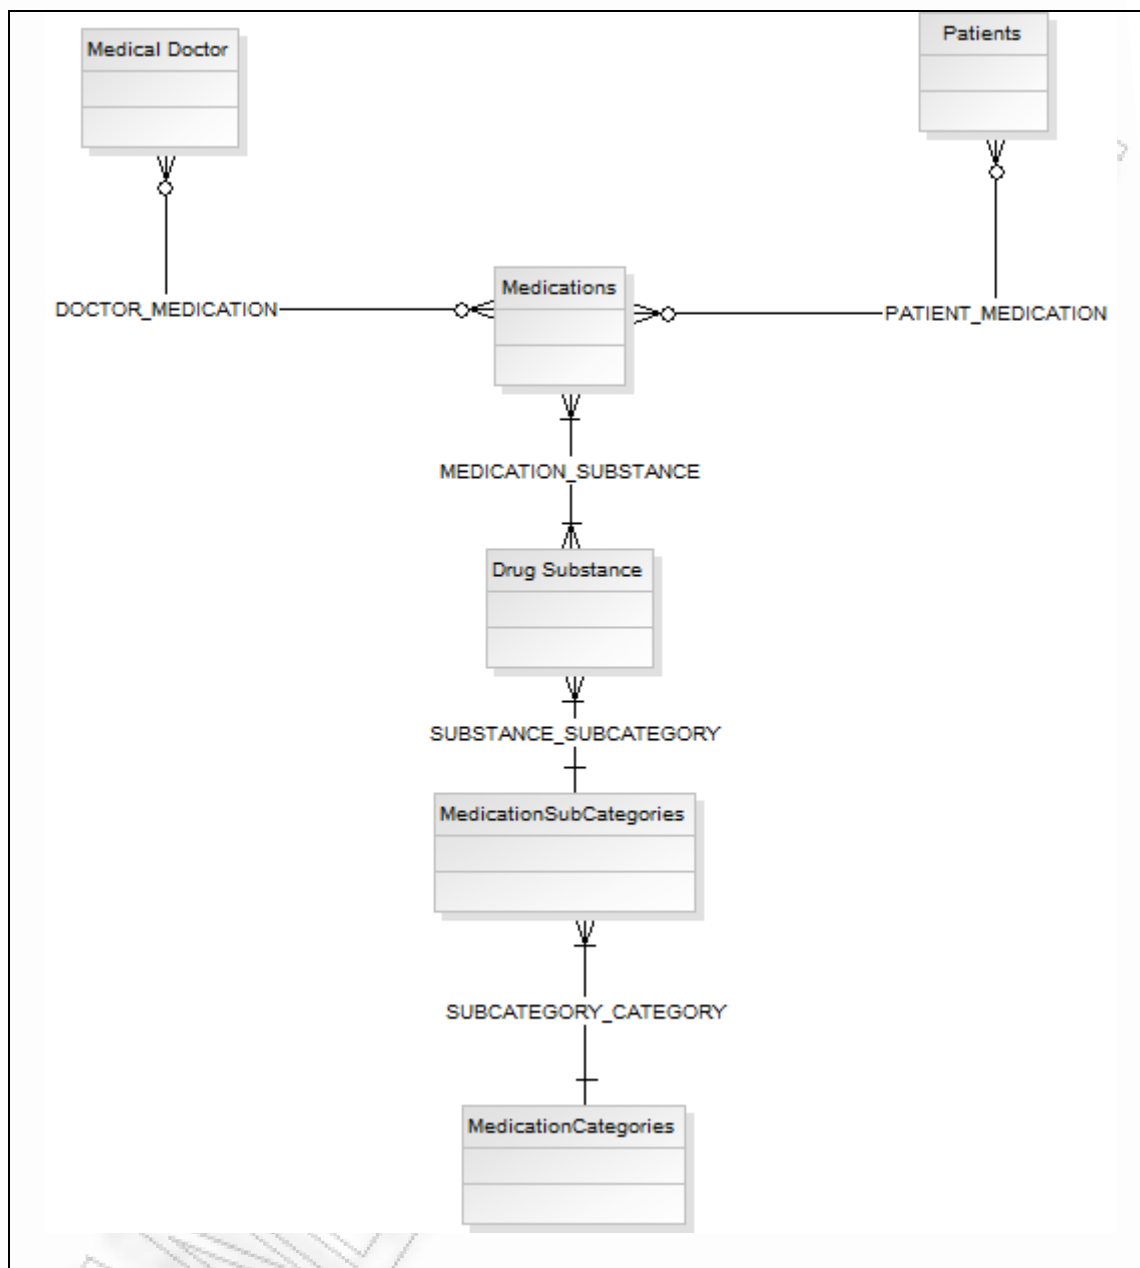 Medical Doctor
Patients
Medications
DOCTOR_MEDICATION
PATIENT_MEDICATION
MEDICATION_SUBSTANCE
Drug Substance
SUBSTANCE_SUBCATEGORY
MedicationSubCategories
SUBCATEGORY_CATEGORY
MedicationCategories